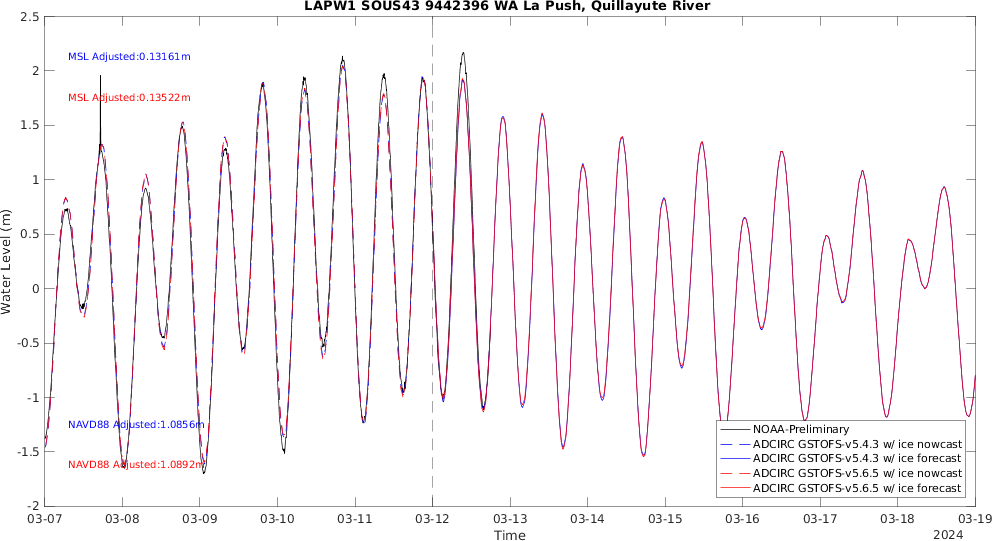 LAPW1 SOUS43 9442396 WA La Push, Quillayute River
2.5
2
1.5
1
0.5
0
-0.5
-1
-1.5
-2
Water Level (m)
MSL Adjusted:0.13161m
MSL Adjusted:0.13522m
NAVD88 Adjusted:1.0856m
NAVD88 Adjusted:1.0892m
NOAA-Preliminary
ADCIRC GSTOFS-v5.4.3 w/ ice nowcast
ADCIRC GSTOFS-v5.4.3 w/ ice forecast
ADCIRC GSTOFS-v5.6.5 w/ ice nowcast
ADCIRC GSTOFS-v5.6.5 w/ ice forecast
03-07 03-08 03-09 03-10 03-11 03-12 03-13 03-14 03-15 03-16 03-17 03-18 03-19
Time
2024